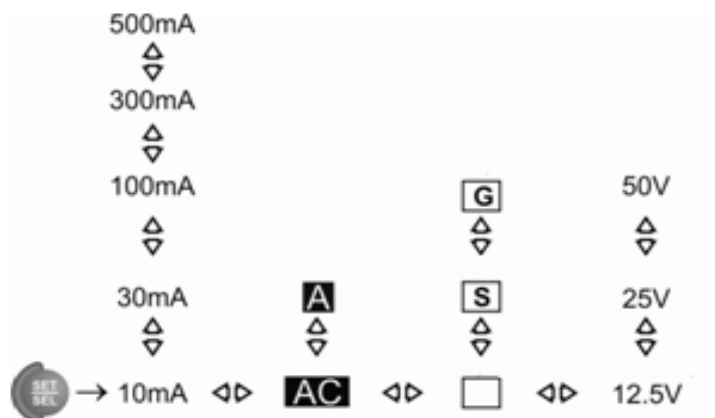 500mA
300mA
100mA G 50V
30mA A S 25V
SET SEL → 10mA AC 12.5V